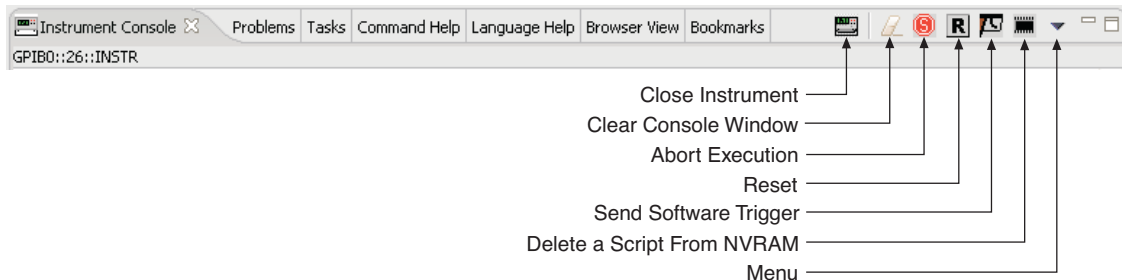 Instrument Console Problems Tasks Command Help Language Help Browser View Bookmarks S R
GPIB0::26::INSTR
Close Instrument
Clear Console Window
Abort Execution
Reset
Send Software Trigger
Delete a Script From NVRAM
Menu